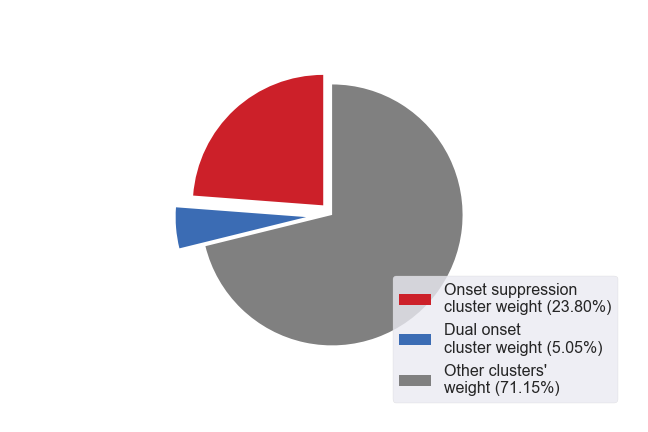 Onset suppression
cluster weight (23.80%)
Dual onset
cluster weight (5.05%)
Other clusters'
weight (71.15%)